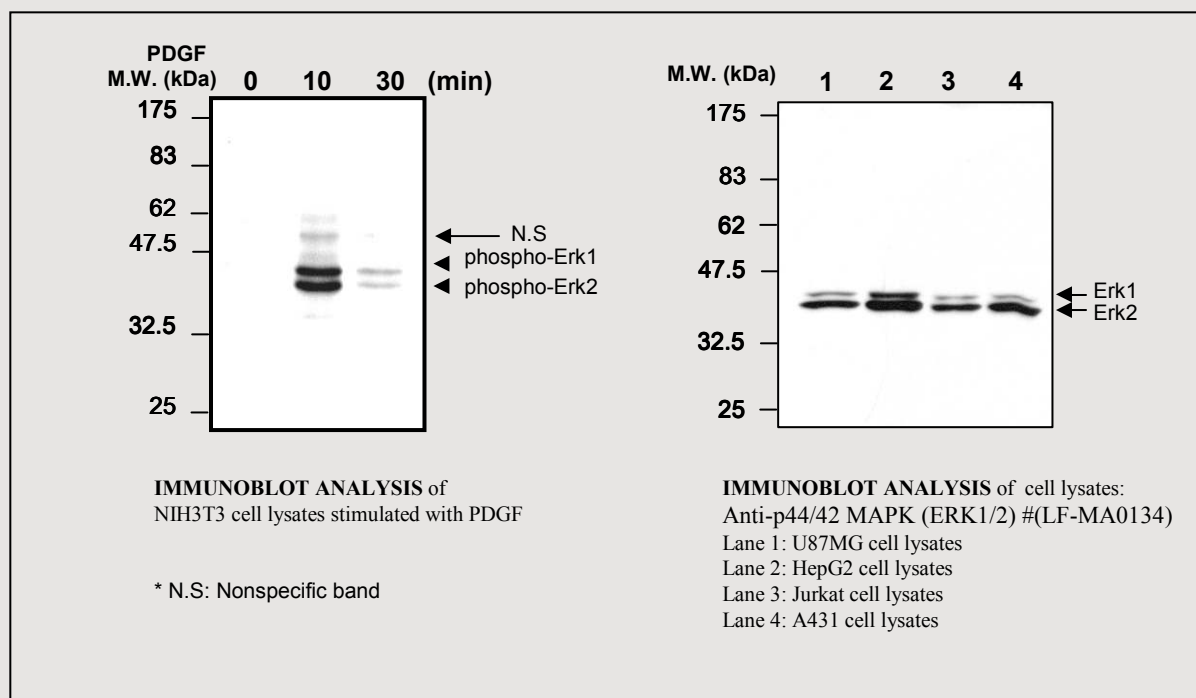 PDGF
M.W. (kDa) 0 10 30 (min)
175
83
62
47.5
32.5
25
N.S
phospho-Erk1
phospho-Erk2
IMMUNOBLOT ANALYSIS of
NIH3T3 cell lysates stimulated with PDGF
* N.S: Nonspecific band
M.W. (kDa) 1 2 3 4
175
83
62
47.5
32.5
25
Erk1
Erk2
IMMUNOBLOT ANALYSIS of cell lysates:
Anti-p44/42 MAPK (ERK1/2) #(LF-MA0134)
Lane 1: U87MG cell lysates
Lane 2: HepG2 cell lysates
Lane 3: Jurkat cell lysates
Lane 4: A431 cell lysates